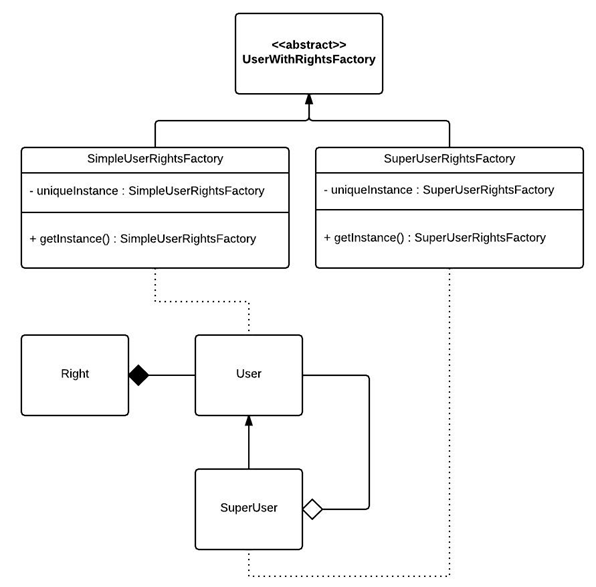 <<abstract>>
UserWithRightsFactory
SimpleUserRightsFactory
- uniqueInstance : SimpleUserRightsFactory
+ getInstance() : SimpleUserRightsFactory
SuperUserRightsFactory
- uniqueInstance : SuperUserRightsFactory
+ getInstance() : SuperUserRightsFactory
Right
User
SuperUser